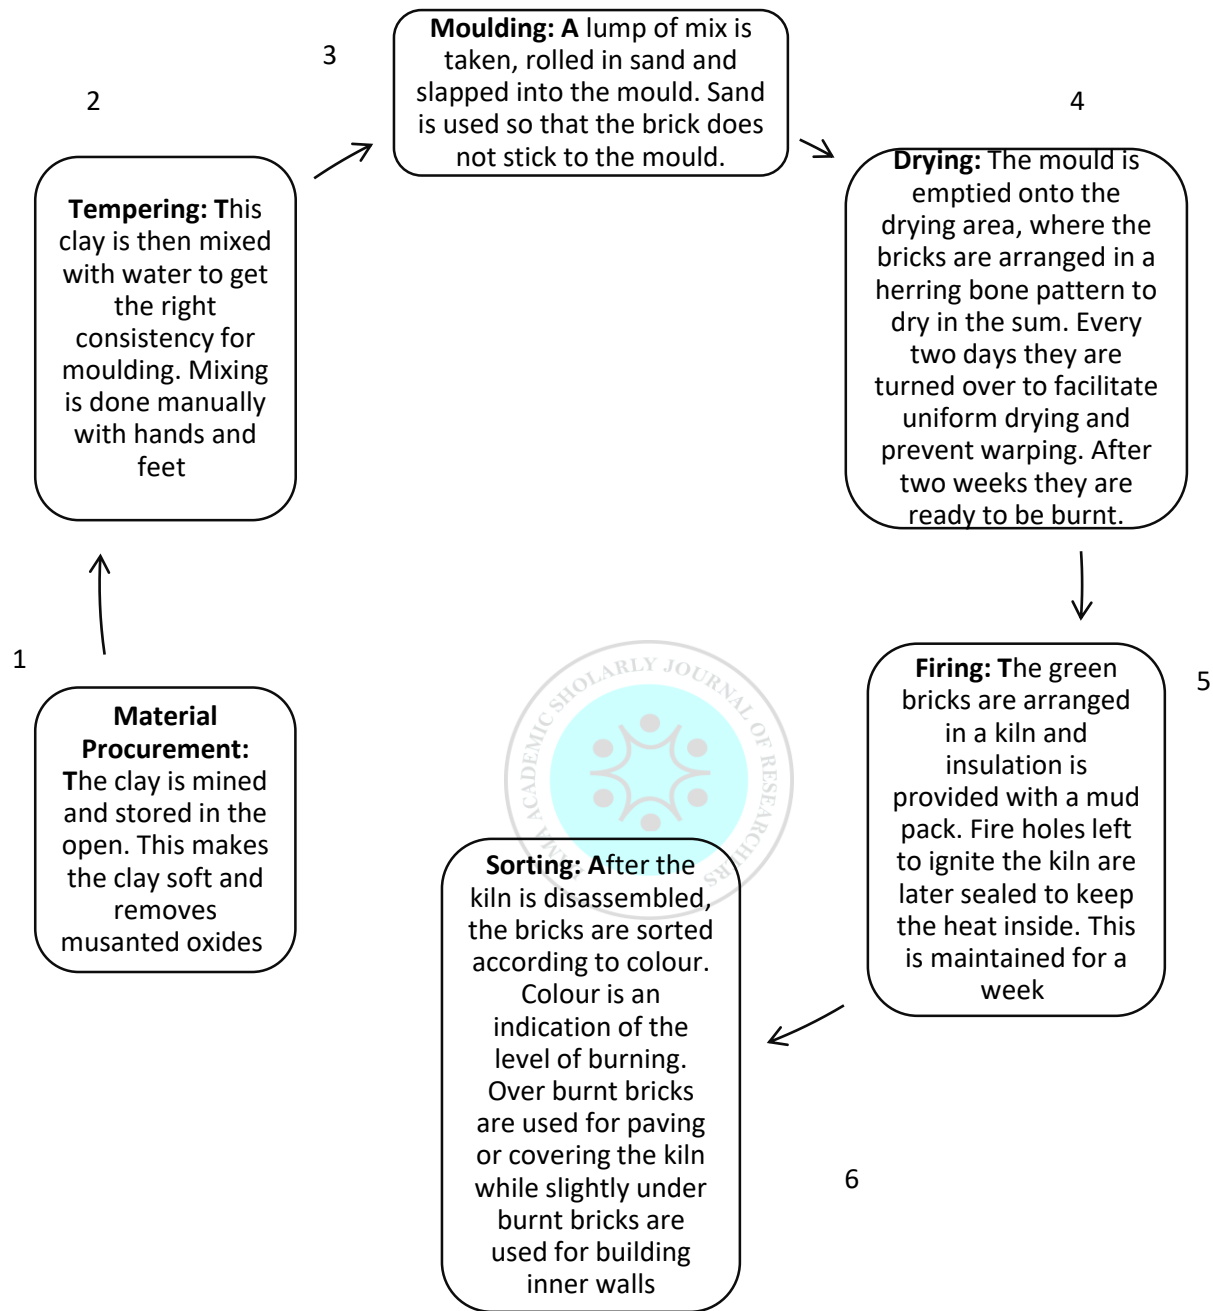 1
Material
Procurement:
The clay is mined
and stored in the
open. This makes
the clay soft and
removes
musanted oxides
2
Tempering: This
clay is then mixed
with water to get
the right
consistency for
moulding. Mixing
is done manually
with hands and
feet
3
Moulding: A lump of mix is
taken, rolled in sand and
slapped into the mould. Sand
is used so that the brick does
not stick to the mould.
4
Drying: The mould is
emptied onto the
drying area, where the
bricks are arranged in a
herring bone pattern to
dry in the sum. Every
two days they are
turned over to facilitate
uniform drying and
prevent warping. After
two weeks they are
ready to be burnt.
5
Firing: The green
bricks are arranged
in a kiln and
insulation is
provided with a mud
pack. Fire holes left
to ignite the kiln are
later sealed to keep
the heat inside. This
is maintained for a
week
6
Sorting: After the
kiln is disassembled,
the bricks are sorted
according to colour.
Colour is an
indication of the
level of burning.
Over burnt bricks
are used for paving
or covering the kiln
while slightly under
burnt bricks are
used for building
inner walls
ACADEMIC SCHOLARLY JOURNAL OF RESEARCHERS